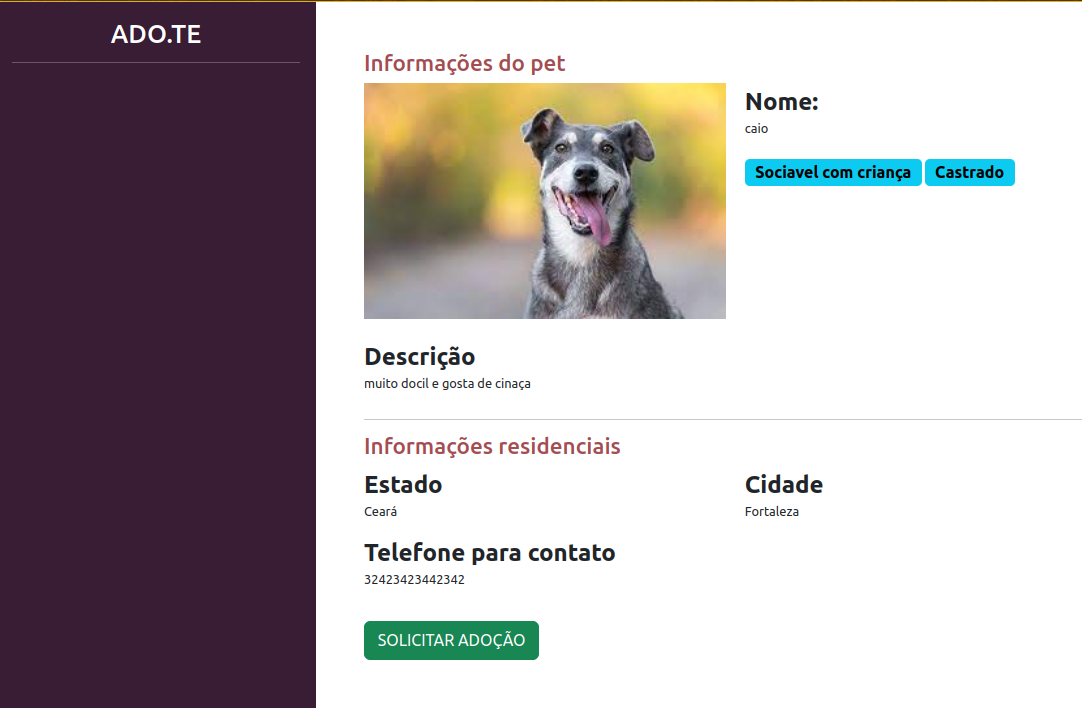 ADO.TE
Informações do pet
Nome:
caio
Sociavel com criança Castrado
Descrição
muito docil e gosta de cinaça
Informações residenciais
Estado
Ceará
Cidade
Fortaleza
Telefone para contato
32423423442342
SOLICITAR ADOÇÃO